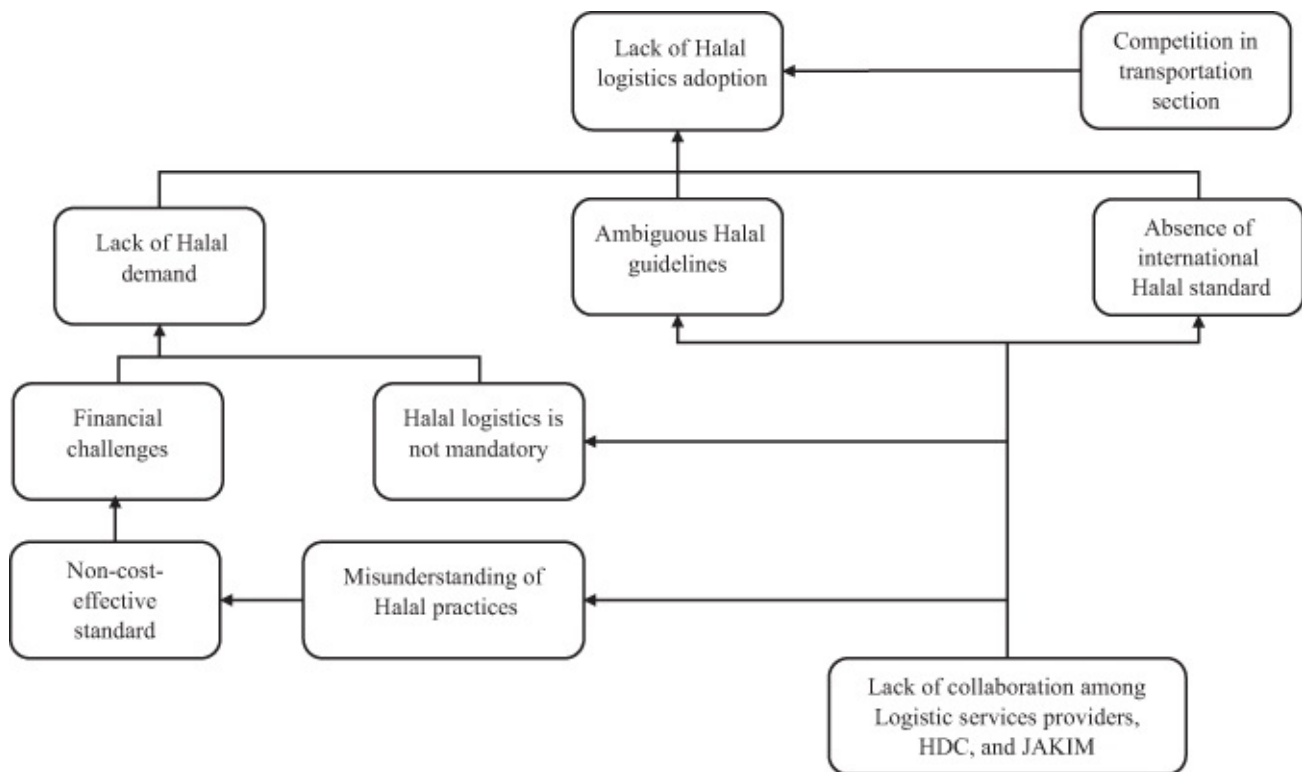 Lack of Halal
logistics adoption
Competition in
transportation
section
Lack of Halal
demand
Ambiguous Halal
guidelines
Absence of
international
Halal standard
Financial
challenges
Halal logistics is
not mandatory
Non-cost-
effective
standard
Misunderstanding of
Halal practices
Lack of collaboration among
Logistic services providers,
HDC, and JAKIM